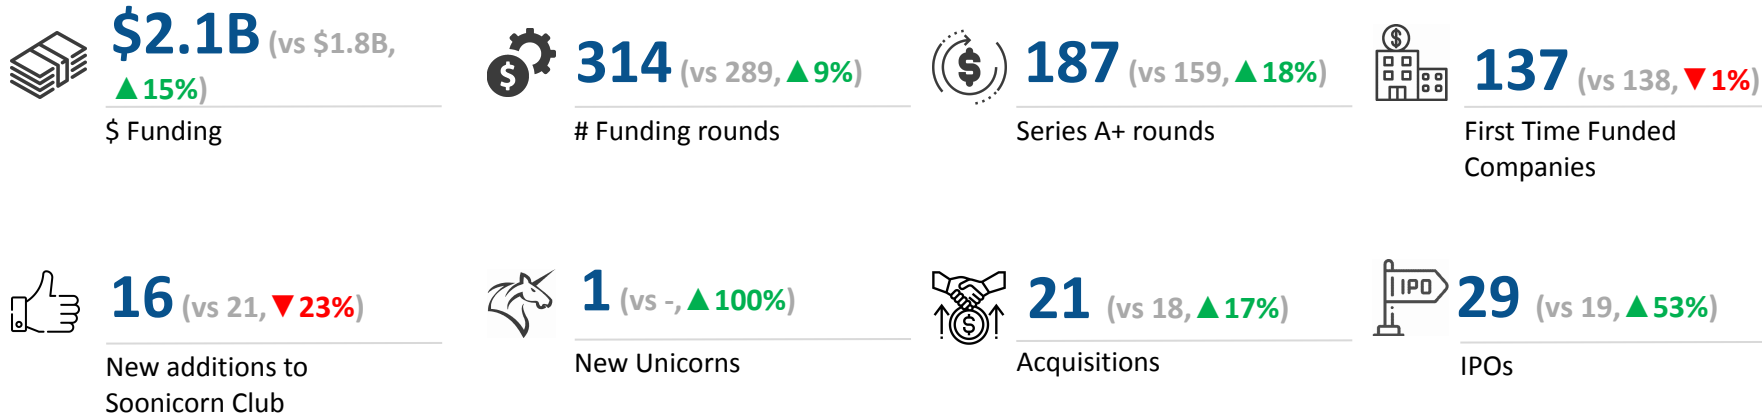 $2.1B (vs $1.8B,
▲15%)
$ Funding
314 (vs 289, ▲9%)
# Funding rounds
187 (vs 159, ▲18%)
Series A+ rounds
137 (vs 138, ▼1%)
First Time Funded
Companies
16 (vs 21, ▼23%)
New additions to
Soonicorn Club
1 (vs -, ▲100%)
New Unicorns
21 (vs 18, ▲17%)
Acquisitions
IPO
29 (vs 19, ▲53%)
IPOs